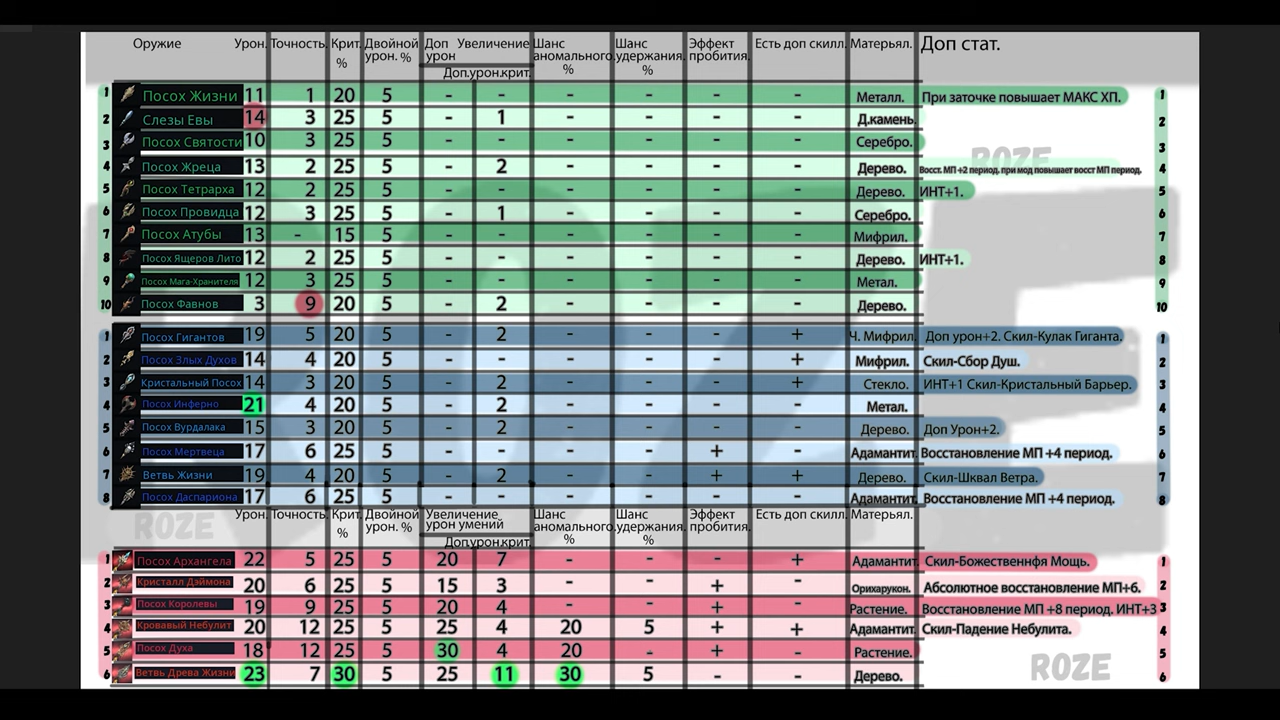 Оружие Урон. Точность. Крит. % Двойной урон. % Доп урон Увеличение Доп.урон.крит. Шанс аномального. % Шанс удержания. % Эффект пробития. Есть доп скилл. Матерьял. Доп стат.
1 Посох Жизни 11 1 20 5 - - - - - - Металл. При заточке повышает МАКС ХП. 1
2 Слезы Евы 14 3 25 5 - 1 - - - - Д.камень. 2
3 Посох Святости 10 3 25 5 - - - - - - Серебро. 3
ROZE
4 Посох Жреца 13 2 25 5 - 2 - - - - Дерево. Восст. МП +2 период. при мод повышает восст МП период. 4
5 Посох Тетрарха 12 2 25 5 - - - - - - Дерево. ИНТ+1. 5
6 Посох Провидца 12 3 25 5 - 1 - - - - Серебро. 6
7 Посох Атубы 13 - 15 5 - - - - - - Мифрил. 7
8 Посох Ящеров Лито 12 2 25 5 - - - - - - Дерево. ИНТ+1. 8
9 Посох Мага-Хранителя 12 3 25 5 - - - - - - Метал. 9
10 Посох Фавнов 3 9 20 5 - 2 - - - - Дерево. 10
1 Посох Гигантов 19 5 20 5 - 2 - - - + Ч. Мифрил. Доп урон+2. Скил-Кулак Гиганта. 1
2 Посох Злых Духов 14 4 20 5 - - - - - + Мифрил. Скил-Сбор Душ. 2
3 Кристальный Посох 14 3 20 5 - 2 - - - + Стекло. ИНТ+1 Скил-Кристальный Барьер. 3
4 Посох Инферно 21 4 20 5 - 2 - - - - Метал. 4
5 Посох Вурдалака 15 3 20 5 - 2 - - - - Дерево. Доп Урон+2. 5
6 Посох Мертвеца 17 6 25 5 - - - - + - Адамантит. Восстановление МП +4 период. 6
7 Ветвь Жизни 19 4 20 5 - 2 - - + + Дерево. Скил-Шквал Ветра. 7
8 Посох Даспариона 17 6 25 5 - - - - - - Адамантит. Восстановление МП +4 период. 8
ROZE
Урон. Точность. Крит. % Двойной урон. % Увеличение урон умений Доп.урон.крит. Шанс аномального. % Шанс удержания. % Эффект пробития. Есть доп скилл. Матерьял.
1 Посох Архангела 22 5 25 5 20 7 - - - + Адамантит. Скил-Божественнфя Мощь. 1
2 Кристалл Дэймона 20 6 25 5 15 3 - - + - Орихарукон. Абсолютное восстановление МП+6. 2
3 Посох Королевы 19 9 25 5 20 4 - - + - Растение. Восстановление МП +8 период. ИНТ+3 3
4 Кровавый Небулит 20 12 25 5 25 4 20 5 + + Адамантит. Скил-Падение Небулита. 4
5 Посох Духа 18 12 25 5 30 4 20 - + - Растение. 5
6 Ветвь Древа Жизни 23 7 30 5 25 11 30 5 - - Дерево. 6
ROZE